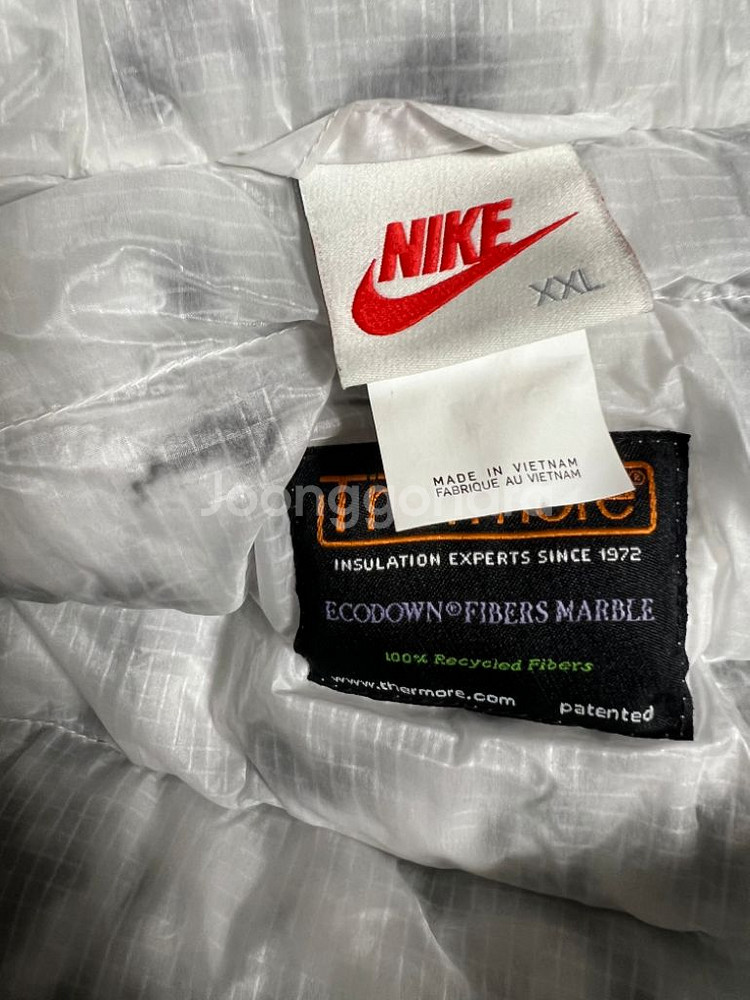 NIKE
XXL
MADE IN VIETNAM
FABRIQUE AU VIETNAM
INSULATION EXPERTS SINCE 1972
ECODOWN® FIBERS MARBLE
100% Recycled Fibers
www.thermore.com
patented